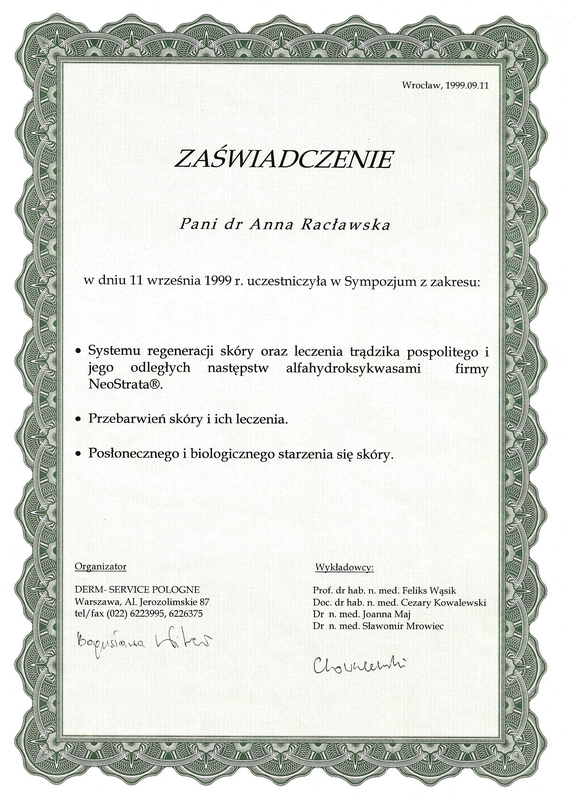 Wrocław, 1999.09.11
ZAŚWIADCZENIE
Pani dr Anna Racławska
w dniu 11 września 1999 r. uczestniczyła w Sympozjum z zakresu:
• Systemu regeneracji skóry oraz leczenia trądzika pospolitego i
jego odległych następstw alfahydroksykwasami firmy
NeoStrata®.
• Przebarwień skóry i ich leczenia.
• Posłonecznego i biologicznego starzenia się skóry.
Organizator
DERM- SERVICE POLOGNE
Warszawa, Al. Jerozolimskie 87
tel/fax (022) 6223995, 6226375
Bogusława
Wykładowcy:
Prof. dr hab. n. med. Feliks Wąsik
Doc. dr hab. n. med. Cezary Kowalewski
Dr n. med. Joanna Maj
Dr n. med. Sławomir Mrowiec